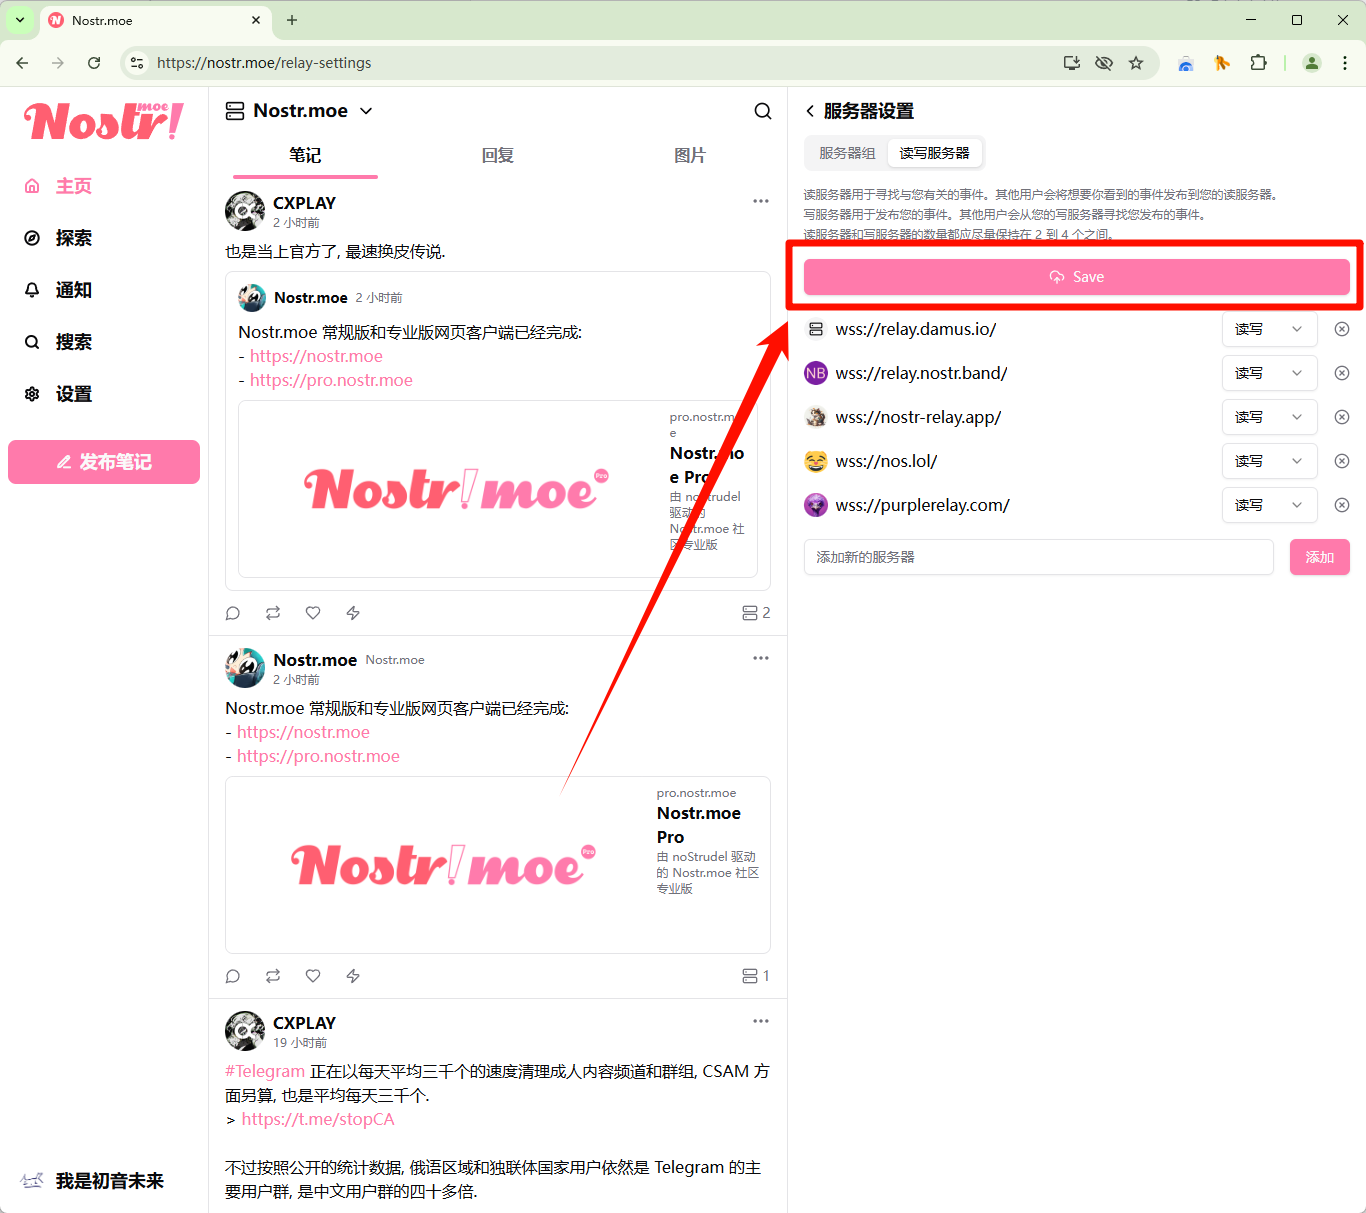 Nostr.moe
https://nostr.moe/relay-settings
Nostr!
moe
主页
探索
通知
搜索
设置
发布笔记
我是初音未来
Nostr.moe
笔记
回复
图片
CXPLAY
2 小时前
也是当上官方了, 最速换皮传说.
Nostr.moe 2 小时前
Nostr.moe 常规版和专业版网页客户端已经完成:
- https://nostr.moe
- https://pro.nostr.moe
Nostr!moe Pro
pro.nostr.m
e
Nostr.mo
e Pro
由 nostrudel
驱动的
Nostr.moe 社
区专业版
2
Nostr.moe Nostr.moe
2 小时前
Nostr.moe 常规版和专业版网页客户端已经完成:
- https://nostr.moe
- https://pro.nostr.moe
Nostr!moe Pro
pro.nostr.moe
Nostr.moe
Pro
由 noStrudel 驱动
的 Nostr.moe 社区
专业版
1
CXPLAY
19 小时前
#Telegram 正在以每天平均三千个的速度清理成人内容频道和群组, CSAM 方
面另算, 也是平均每天三千个.
> https://t.me/stopCA
不过按照公开的统计数据, 俄语区域和独联体国家用户依然是 Telegram 的主
要用户群, 是中文用户群的四十多倍.
服务器设置
服务器组
读写服务器
读服务器用于寻找与您有关的事件。其他用户会将想要你看到的事件发布到您的读服务器。
写服务器用于发布您的事件。其他用户会从您的写服务器寻找您发布的事件。
读服务器和写服务器的数量都应尽量保持在 2 到 4 个之间。
Save
wss://relay.damus.io/ 读写
NB wss://relay.nostr.band/ 读写
wss://nostr-relay.app/ 读写
wss://nos.lol/ 读写
wss://purplerelay.com/ 读写
添加新的服务器 添加